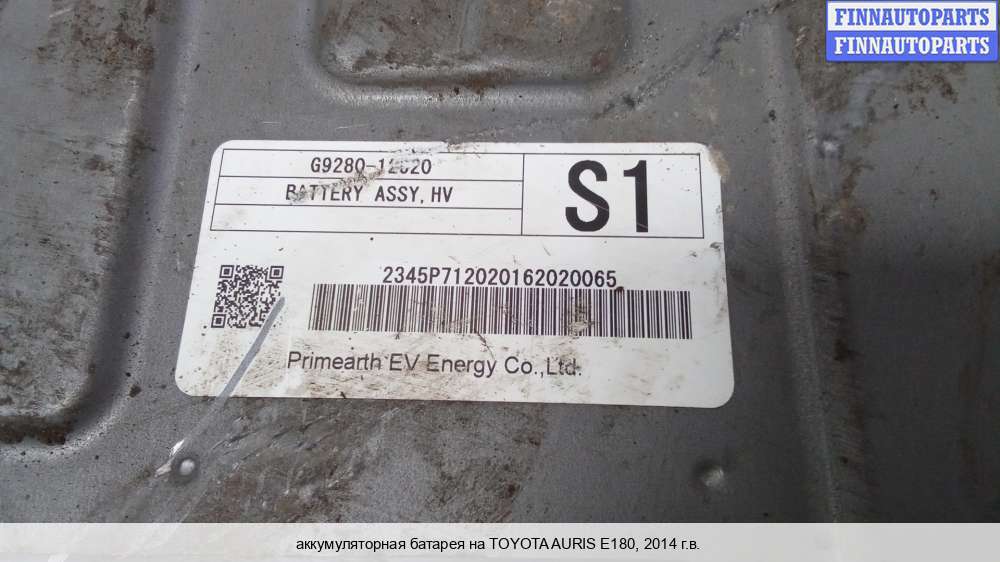 FINNAUTOPARTS
FINNAUTOPARTS
BATTERY ASSY, HV
S1
2345P712020162020065
Primearth EV Energy Co.,Ltd.
аккумуляторная батарея на TOYOTA AURIS E180, 2014 г.в.